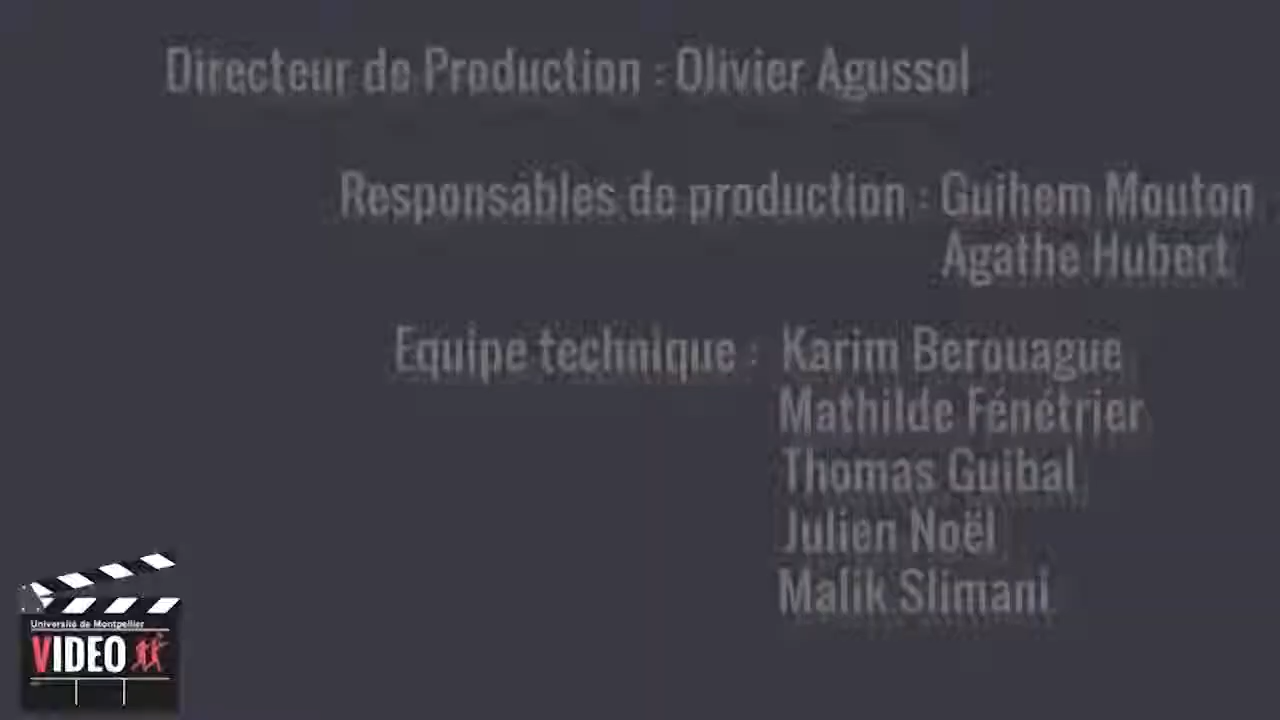 Directeur de Production : Olivier Agussol
Responsables de production : Guihem Mouton
Agathe Hubert
Equipe technique : Karim Berouague
Mathilde Fénétrier
Thomas Guibal
Julien Noël
Malik Slimani
Université de Montpellier
VIDEO